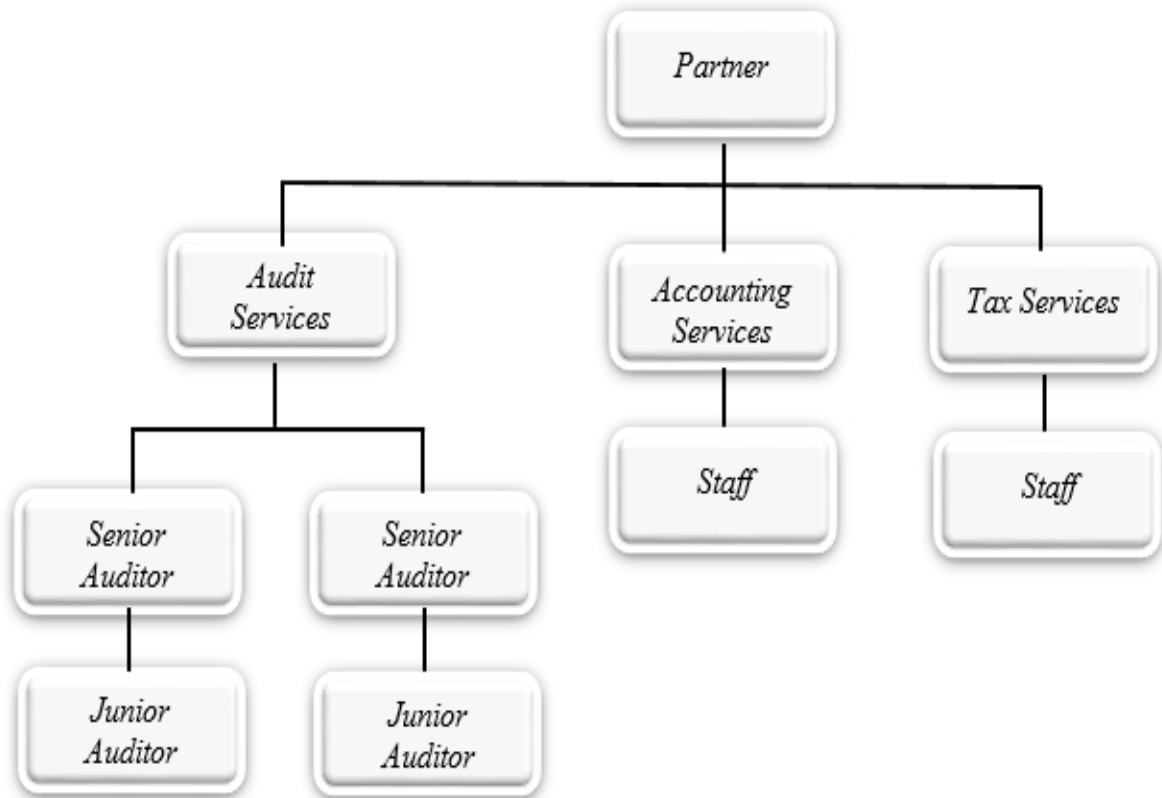 Partner
Audit
Services
Accounting
Services
Tax Services
Senior
Auditor
Senior
Auditor
Staff
Staff
Junior
Auditor
Junior
Auditor